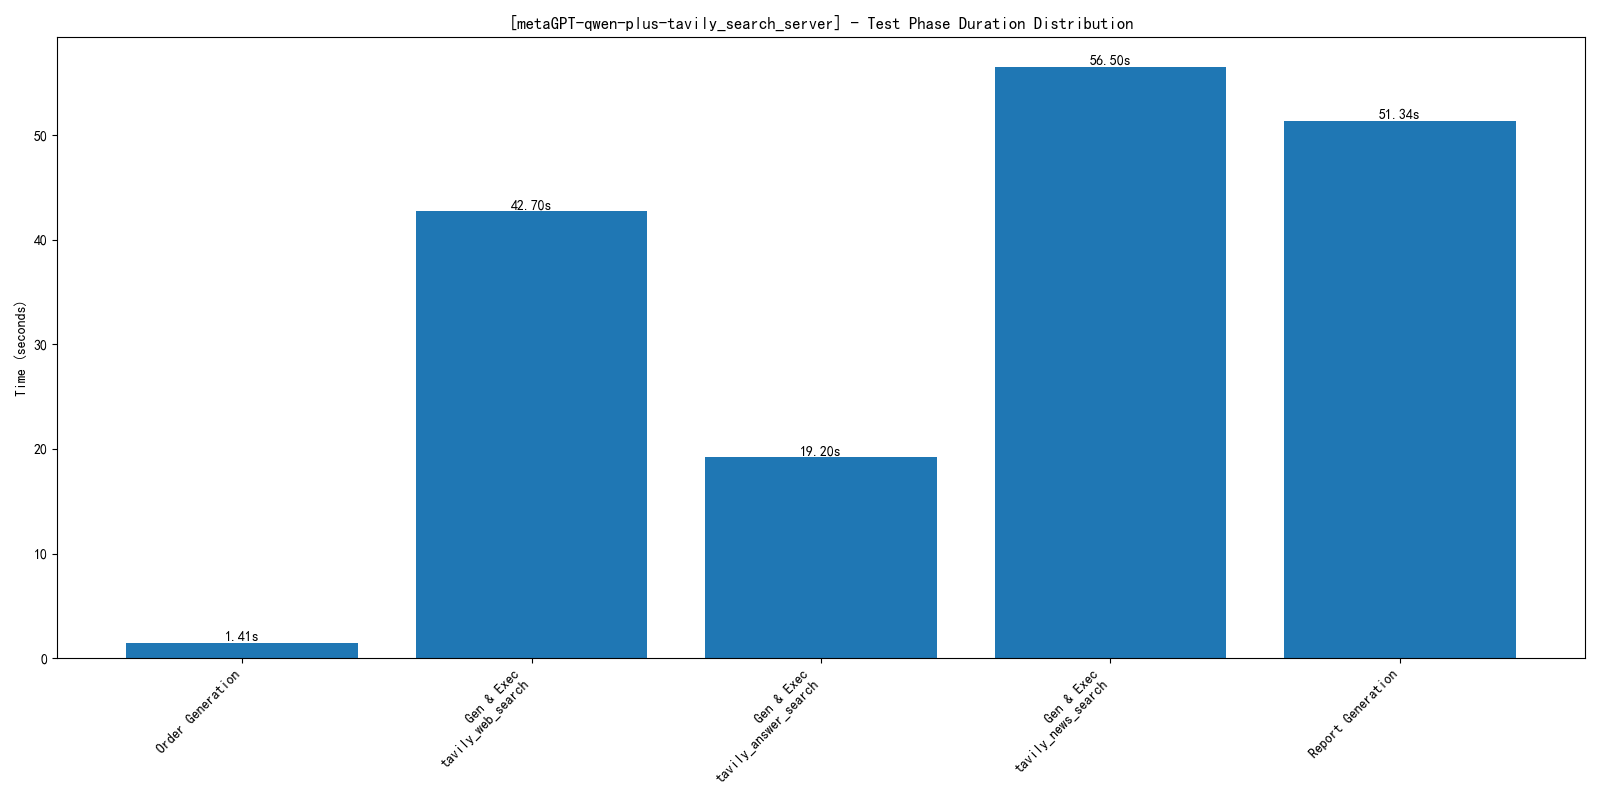 [metaGPT-qwen-plus-tavily_search_server] - Test Phase Duration Distribution
Time (seconds)
50
40
30
20
10
0
1.41s
42.70s
19.20s
56.50s
51.34s
Order Generation
Gen & Exec
tavily_web_search
Gen & Exec
tavily_answer_search
Gen & Exec
tavily_news_search
Report Generation